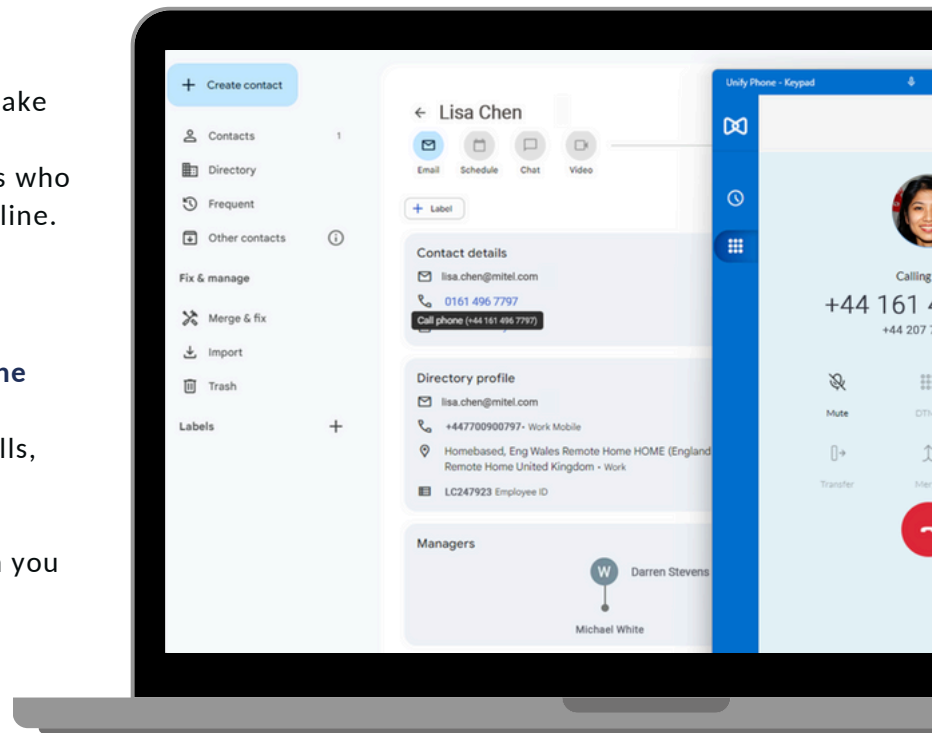 ake
s who
line.
ne
lls,
you
Create contact
Contacts 1
Directory
Frequent
Other contacts
Fix & manage
Merge & fix
Import
Trash
Labels
Lisa Chen
Email Schedule Chat Video
Label
Contact details
lisa.chen@mitel.com
0161 496 7797
Call phone (+44 161 496 7797)
Directory profile
lisa.chen@mitel.com
+447700900797- Work Mobile
Homebased, Eng Wales Remote Home HOME (England
Remote Home United Kingdom • Work
LC247923 Employee ID
Managers
W Darren Stevens
Michael White
Unify Phone - Keypad
Calling
+44 161 4
+44 207 7
Mute DTM
Transfer Mer